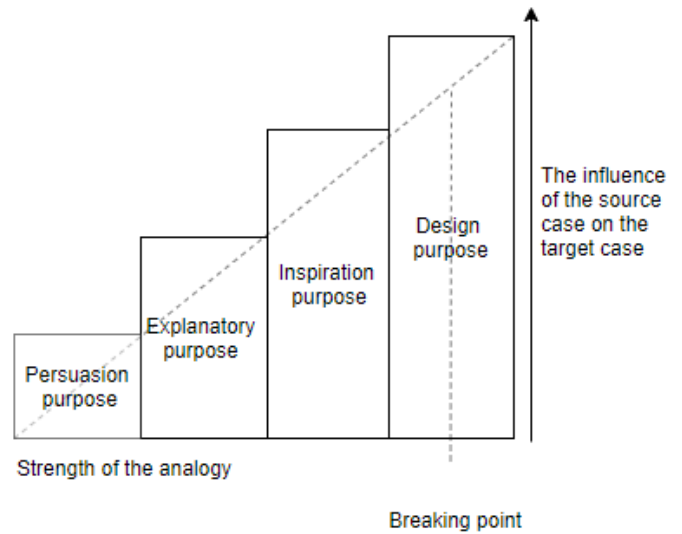 The influence
of the source
case on the
target case
Design
purpose
Inspiration
purpose
Explanatory
purpose
Persuasion
purpose
Strength of the analogy
Breaking point